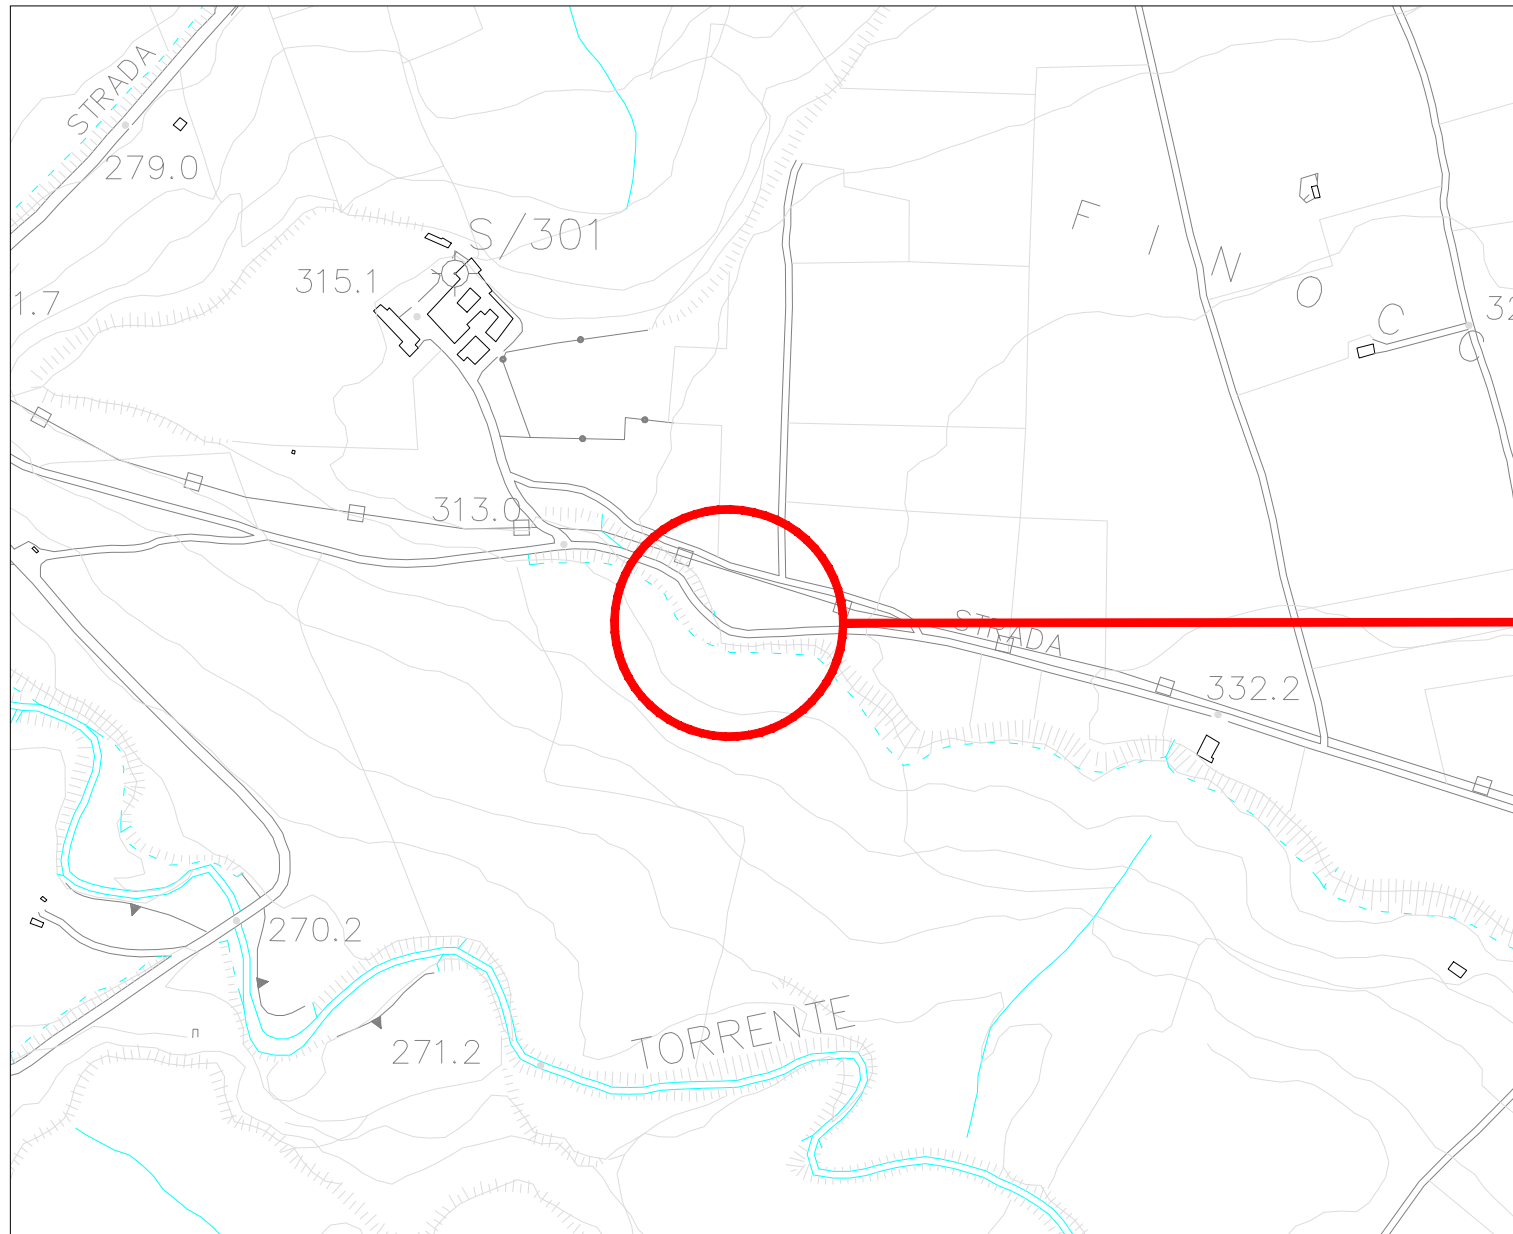 STRADA
279.0
S/301
315.1
1.7
F I N O C C
32
313.0
STRADA
332.2
270.2
271.2
TORRENTE